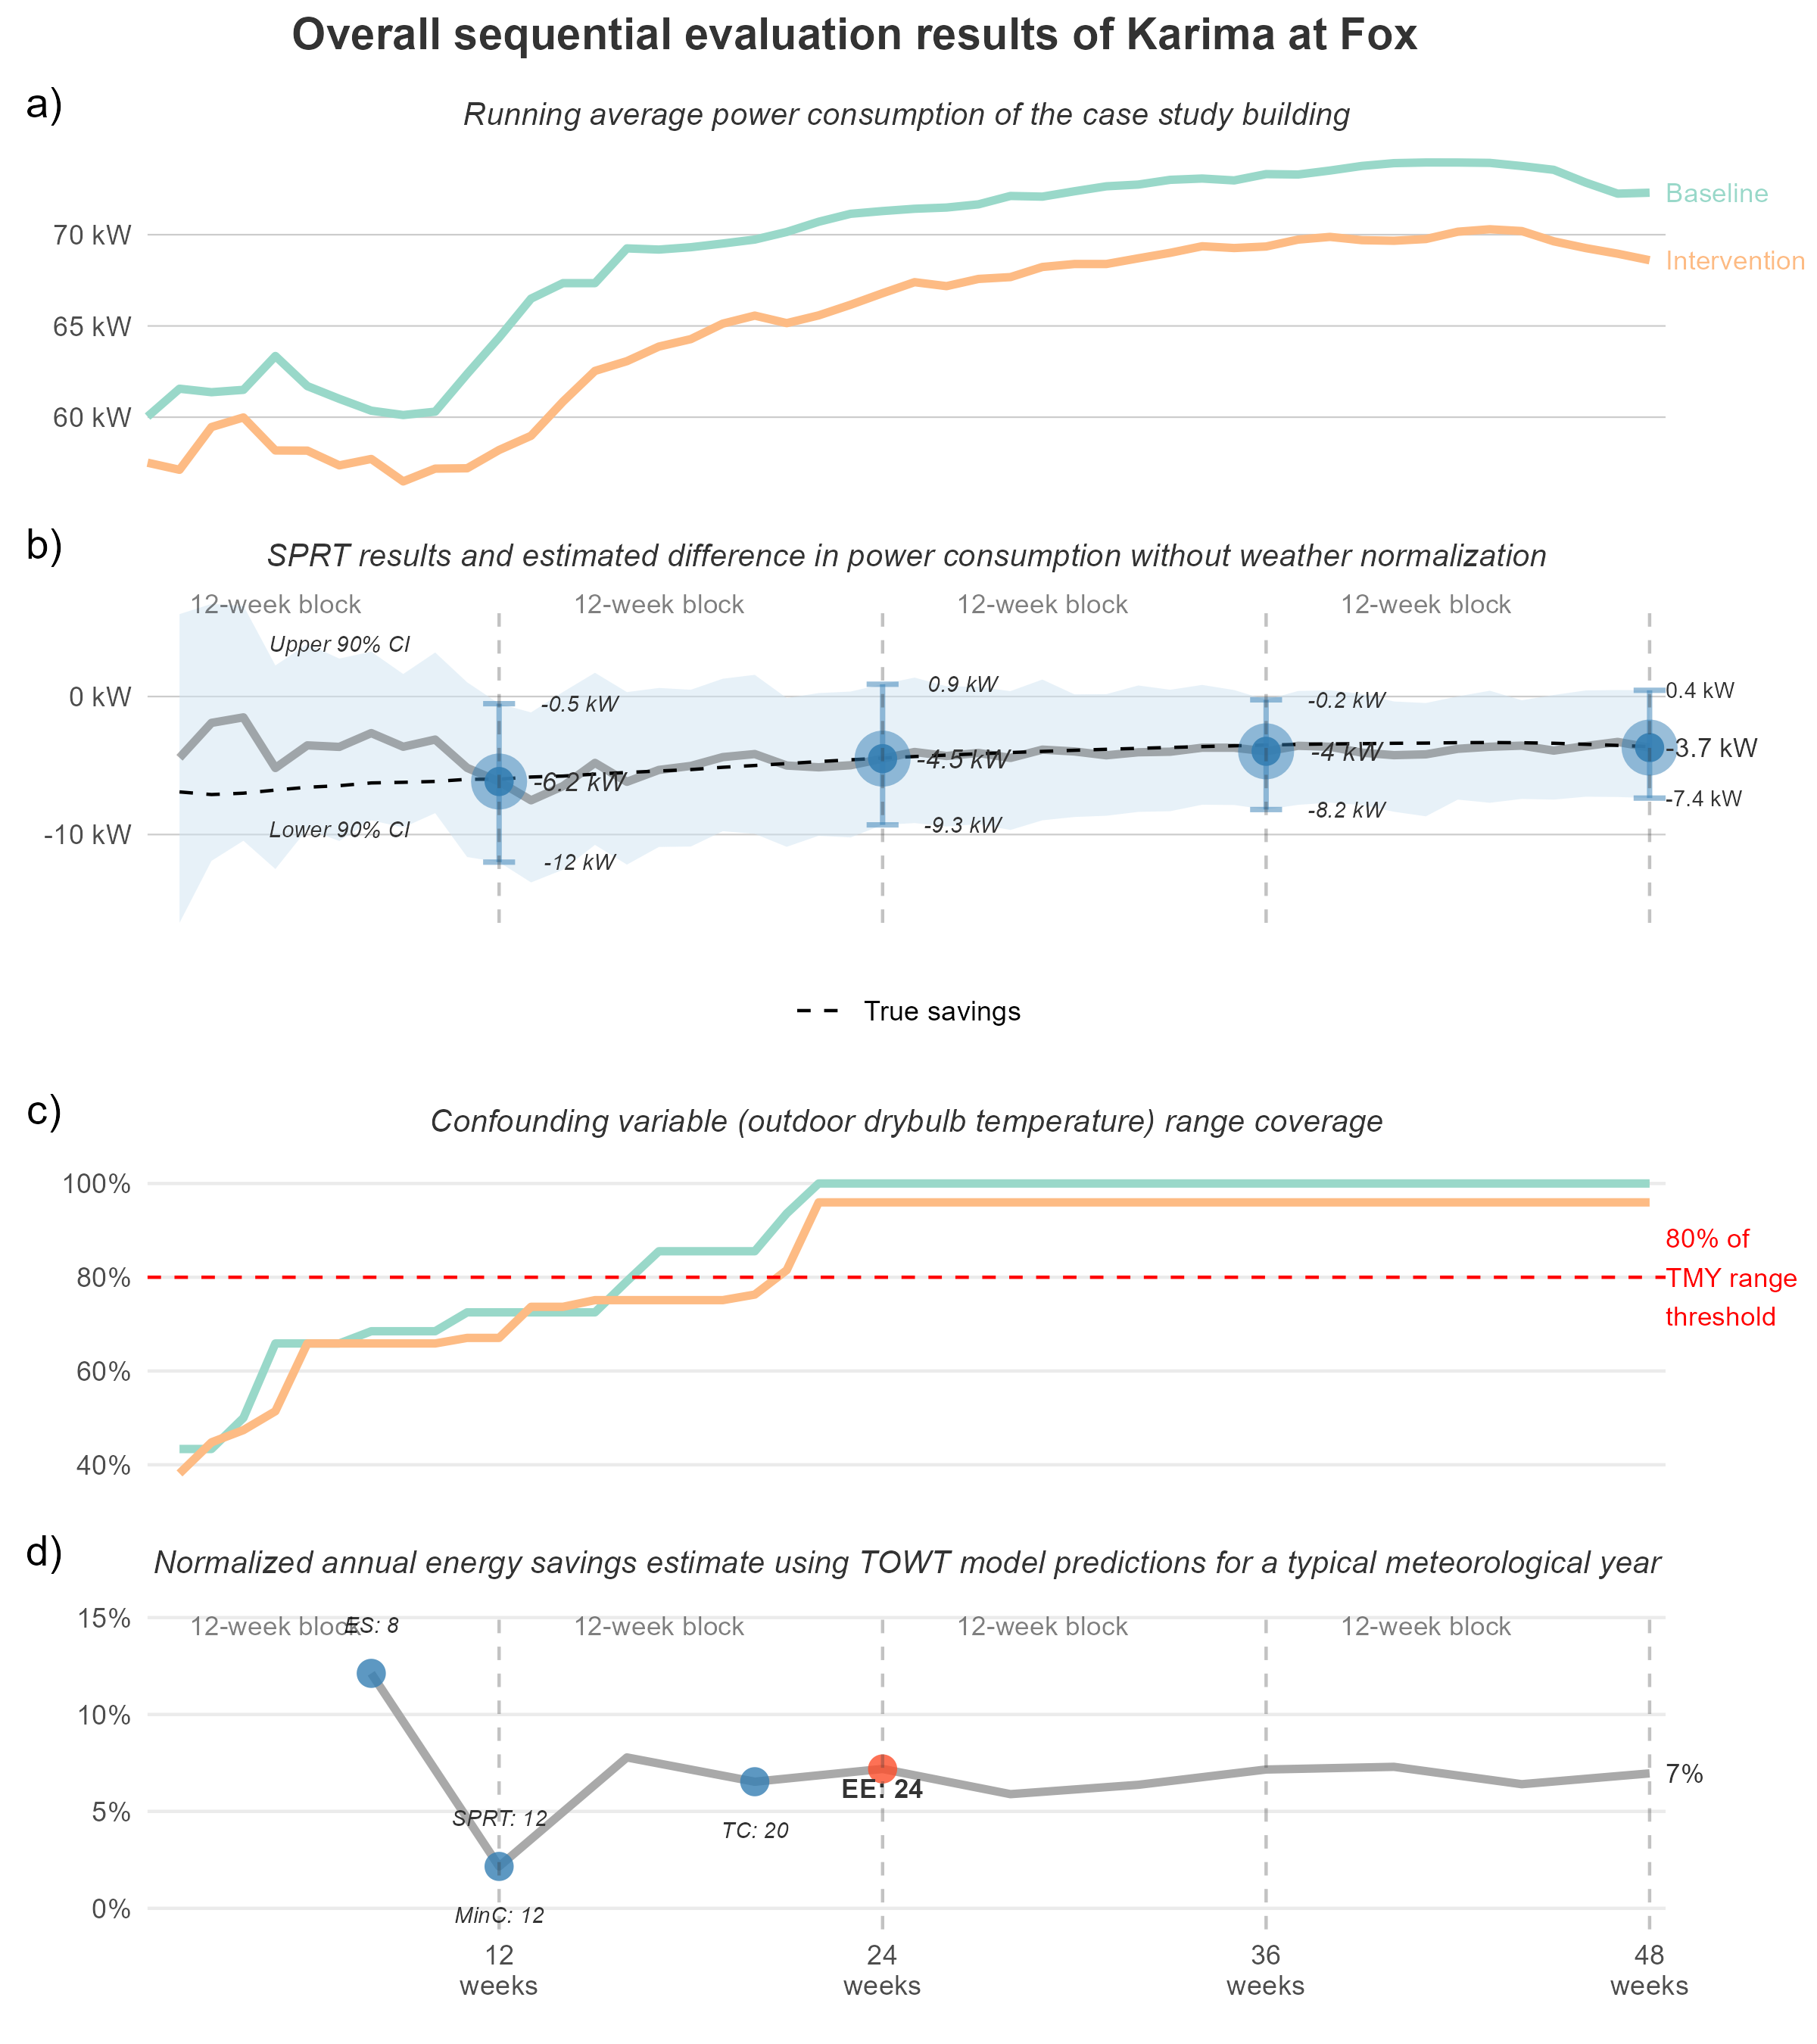 Overall sequential evaluation results of Karima at Fox
a)
Running average power consumption of the case study building
Baseline
70 kW
Intervention
65 kW
60 kW
b)
SPRT results and estimated difference in power consumption without weather normalization
12-week block
12-week block
12-week block
12-week block
Upper 90% CI
0 kW
-0.5 kW
0.9 kW
-0.2 kW
0.4 kW
-6.2 kW
-4.5 kW
-4 kW
-3.7 kW
Lower 90% CI
-10 kW
-12 kW
-9.3 kW
-8.2 kW
-7.4 kW
True savings
c)
Confounding variable (outdoor drybulb temperature) range coverage
100%
80%
60%
40%
80% of
TMY range
threshold
d)
Normalized annual energy savings estimate using TOWT model predictions for a typical meteorological year
15%
12-week block
12-week block
12-week block
12-week block
ES: 8
10%
5%
0%
SPRT: 12
MinC: 12
TC: 20
EE: 24
7%
12
weeks
24
weeks
36
weeks
48
weeks